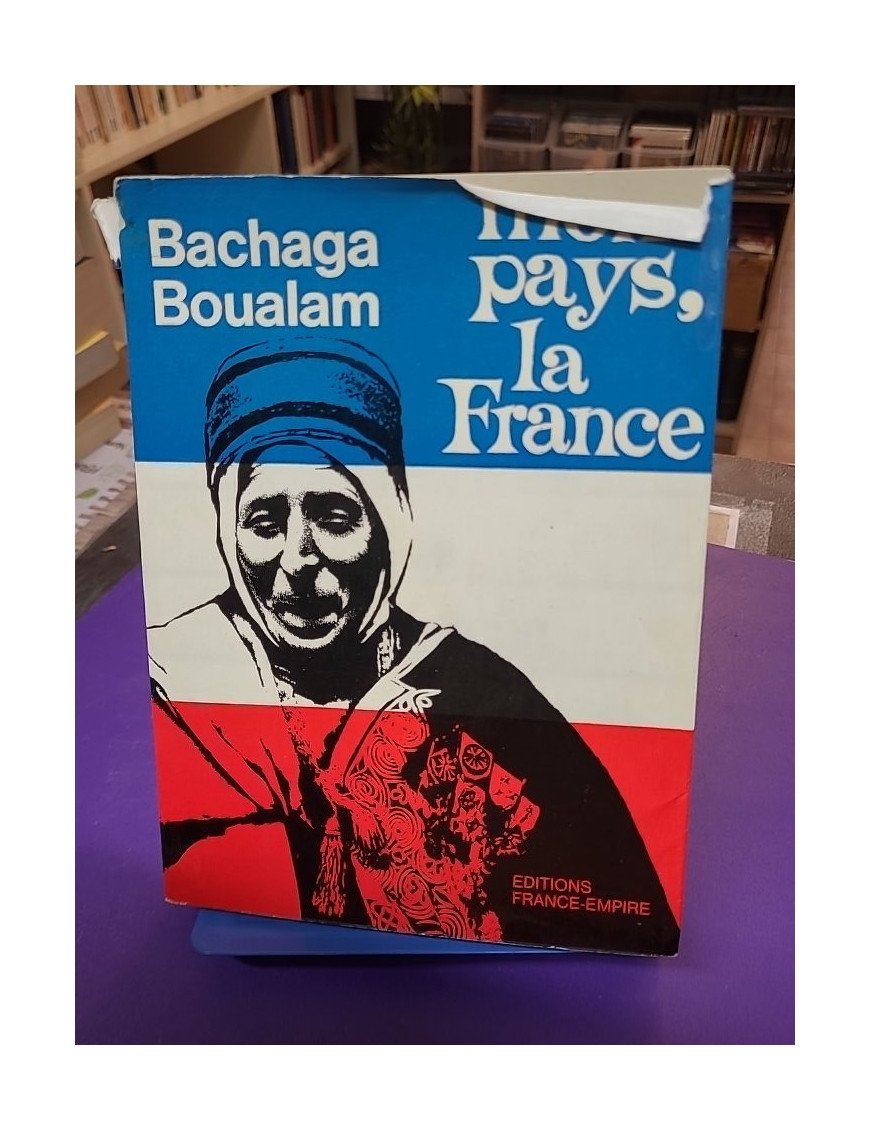 Bachaga
Boualam
pays,
la
France
EDITIONS
FRANCE-EMPIRE